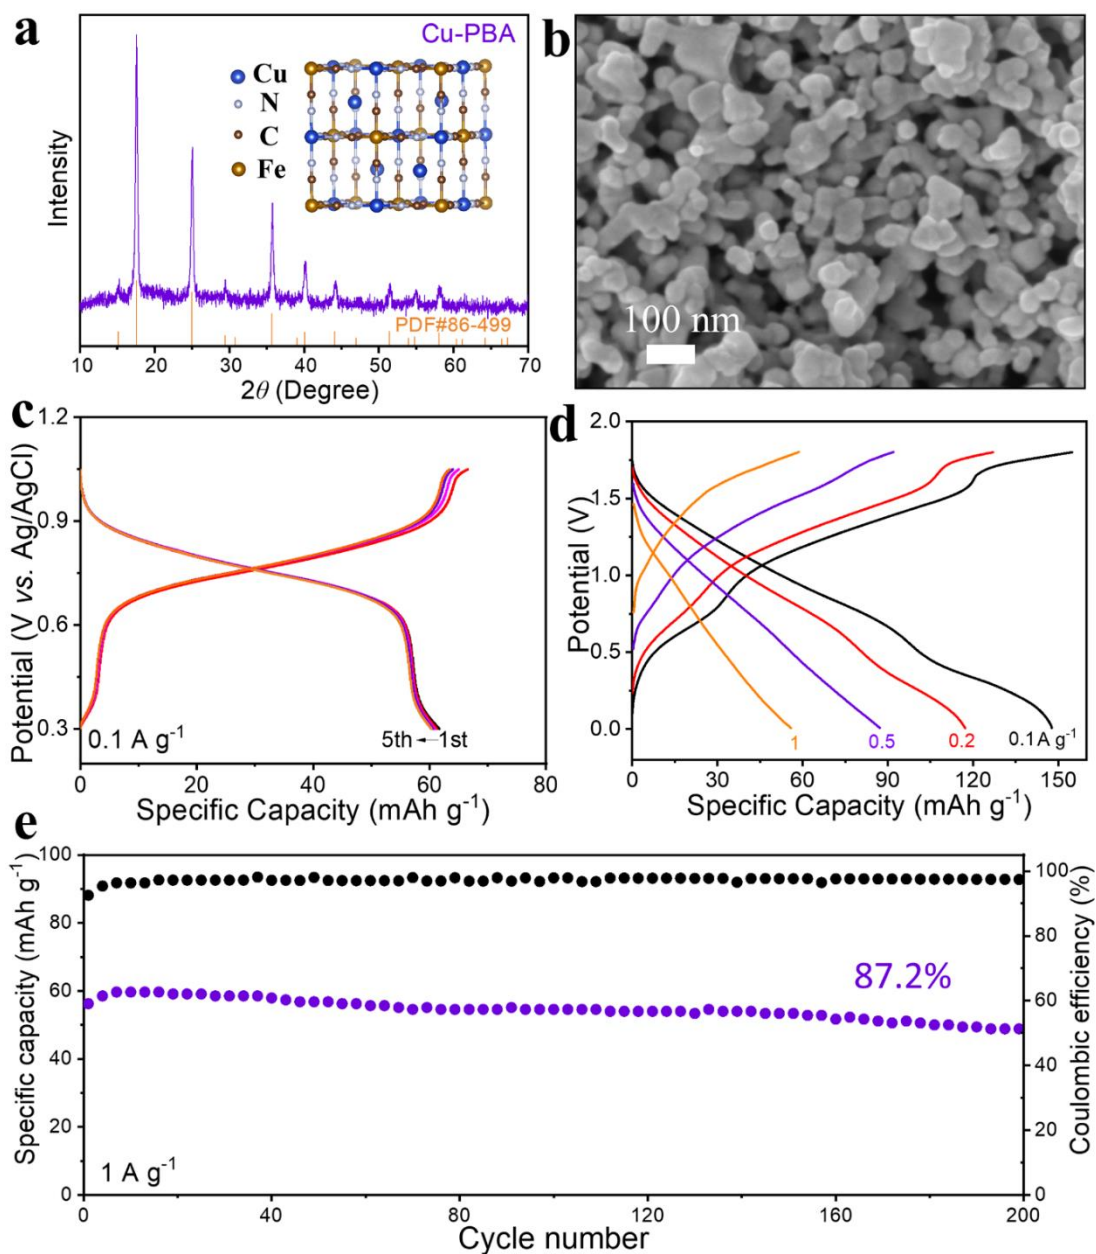 a
Cu-PBA
Cu
N
C
Fe
Intensity
PDF#86-499
10 20 30 40 50 60 70
2θ (Degree)
b
100 nm
c
1.2
0.9
0.6
0.3
Potential (V vs. Ag/AgCl)
0.1 A g⁻¹
5th←1st
0 20 40 60 80
Specific Capacity (mAh g⁻¹)
d
2.0
1.5
1.0
0.5
0.0
Potential (V)
1 0.5 0.2 0.1A g⁻¹
0 30 60 90 120 150
Specific Capacity (mAh g⁻¹)
e
100
80
60
40
20
0
Specific capacity (mAh g⁻¹)
87.2%
1 A g⁻¹
100
80
60
40
20
0
Coulombic efficiency (%)
0 40 80 120 160 200
Cycle number